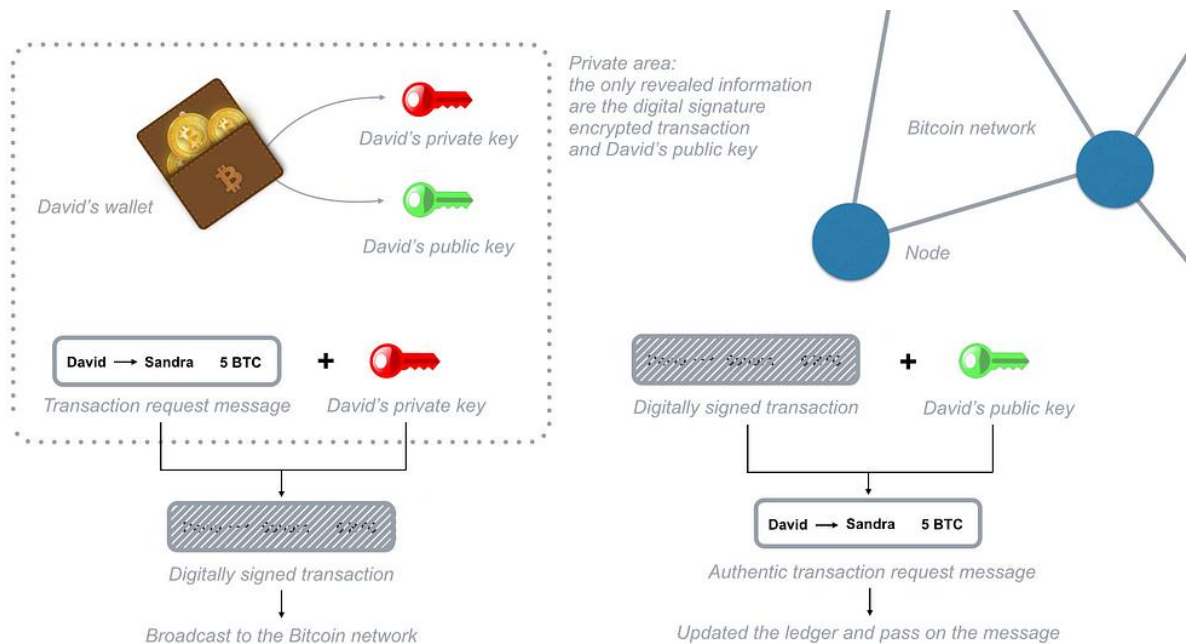 David's private key
David's wallet
David's public key
David → Sandra 5 BTC
+
Transaction request message
David's private key
Digitally signed transaction
Broadcast to the Bitcoin network
Private area:
the only revealed information
are the digital signature
encrypted transaction
and David's public key
Bitcoin network
Node
+
Digitally signed transaction
David's public key
David → Sandra 5 BTC
Authentic transaction request message
Updated the ledger and pass on the message